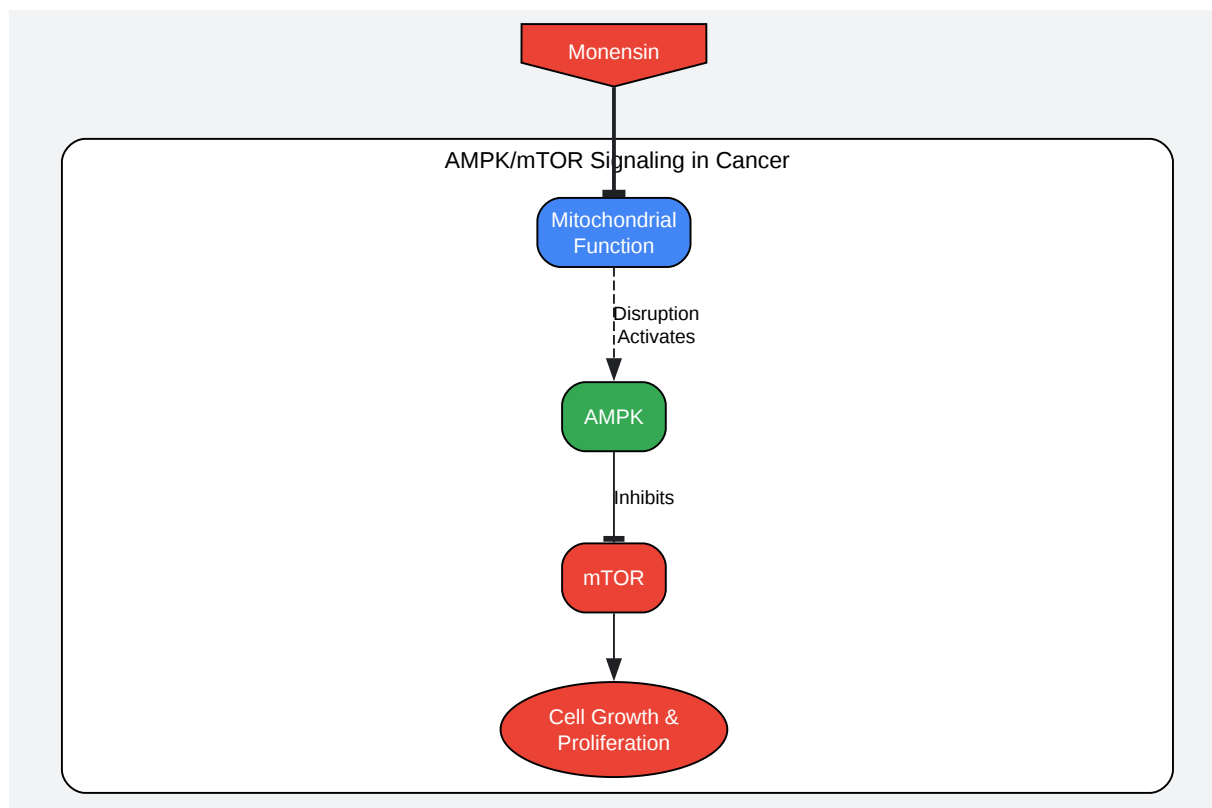 Monensin
AMPK/mTOR Signaling in Cancer
Mitochondrial
Function
Disruption
Activates
AMPK
Inhibits
mTOR
Cell Growth &
Proliferation